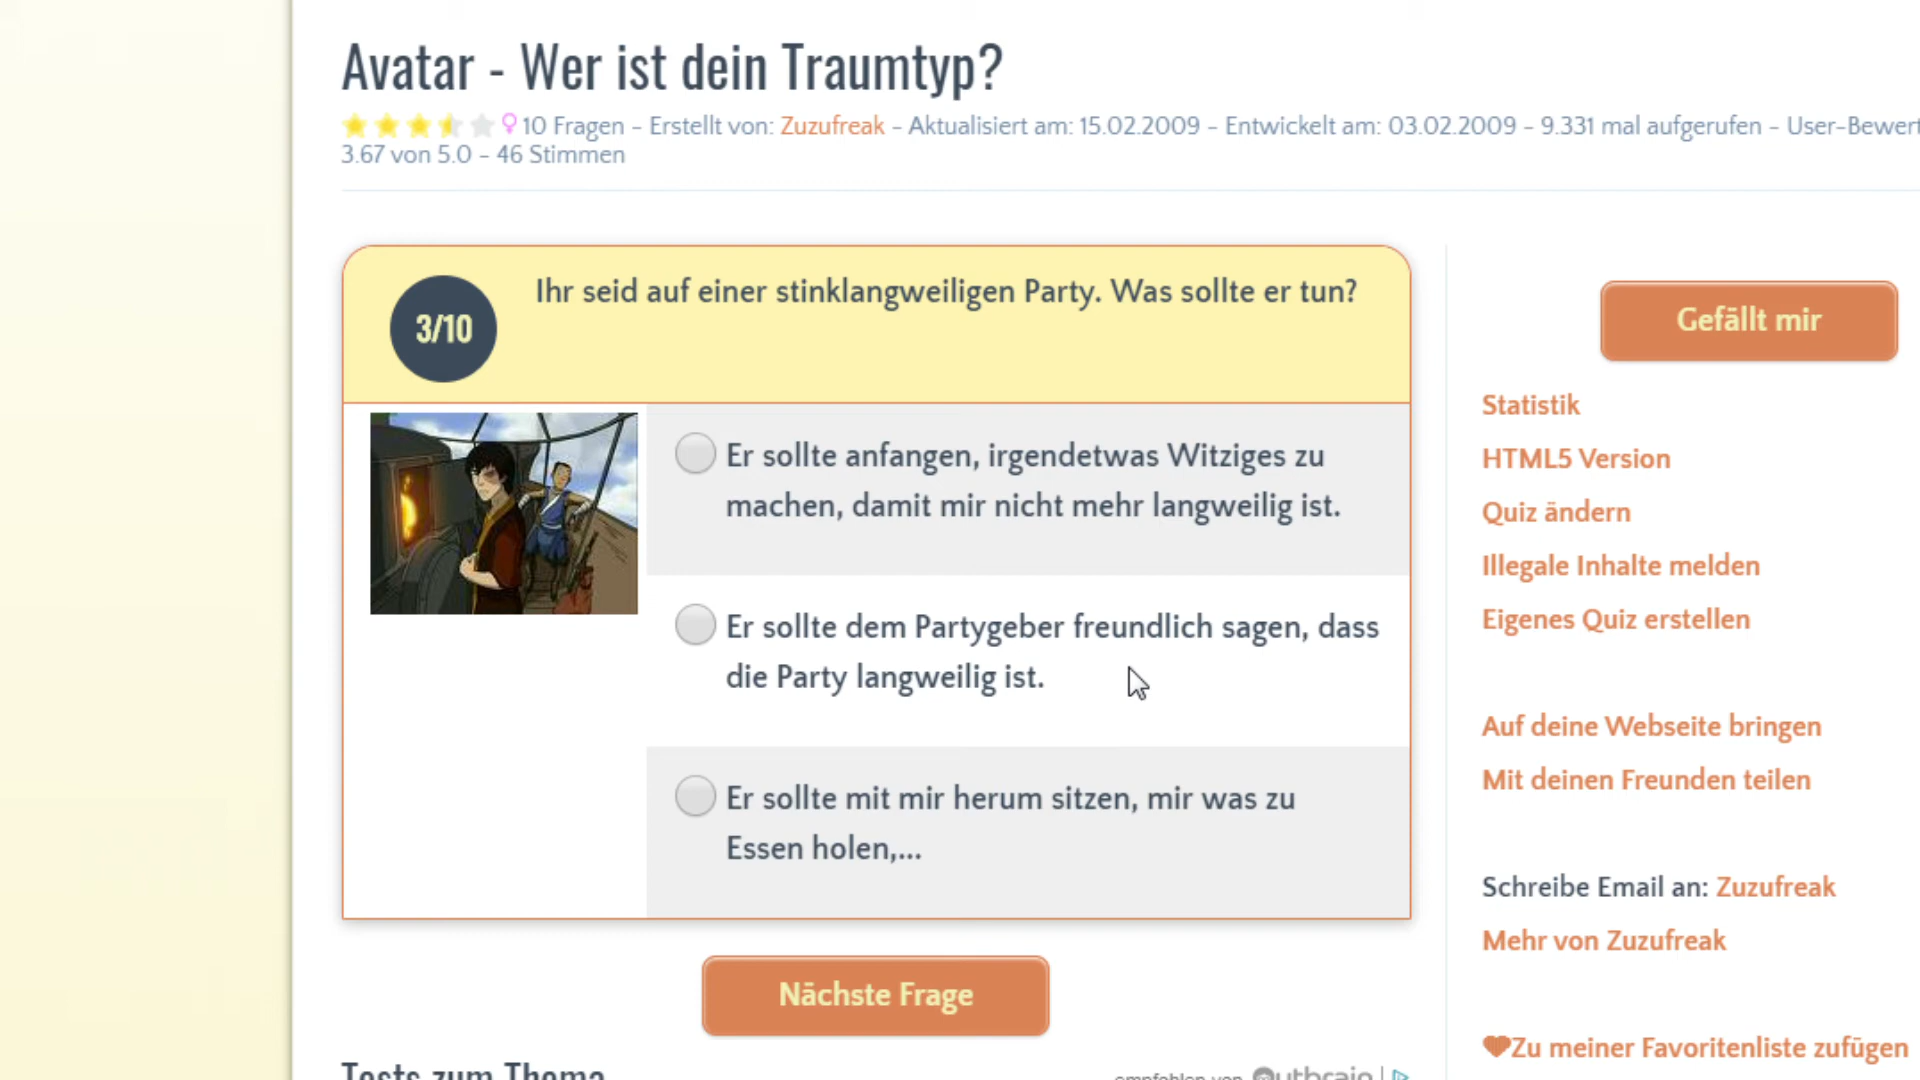 Avatar - Wer ist dein Traumtyp?
10 Fragen - Erstellt von: Zuzufreak - Aktualisiert am: 15.02.2009 - Entwickelt am: 03.02.2009 - 9.331 mal aufgerufen - User-Bewert
3.67 von 5.0 - 46 Stimmen
3/10
Ihr seid auf einer stinklangweiligen Party. Was sollte er tun?
Er sollte anfangen, irgendetwas Witziges zu
machen, damit mir nicht mehr langweilig ist.
Er sollte dem Partygeber freundlich sagen, dass
die Party langweilig ist.
Er sollte mit mir herum sitzen, mir was zu
Essen holen,...
Nächste Frage
Tests zum Thema
empfohlen von Outbrain
Gefällt mir
Statistik
HTML5 Version
Quiz ändern
Illegale Inhalte melden
Eigenes Quiz erstellen
Auf deine Webseite bringen
Mit deinen Freunden teilen
Schreibe Email an: Zuzufreak
Mehr von Zuzufreak
Zu meiner Favoritenliste zufügen